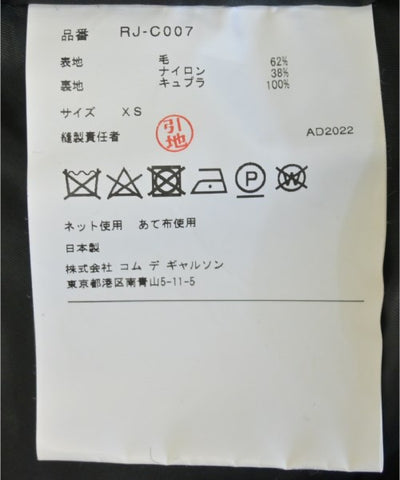 品番 RJ-C007
表地 毛 62%
ナイロン 38%
裏地 キュプラ 100%
サイズ XS
縫製責任者 引地 AD2022
P W
ネット使用 あて布使用
日本製
株式会社 コム デ ギャルソン
東京都港区南青山5-11-5